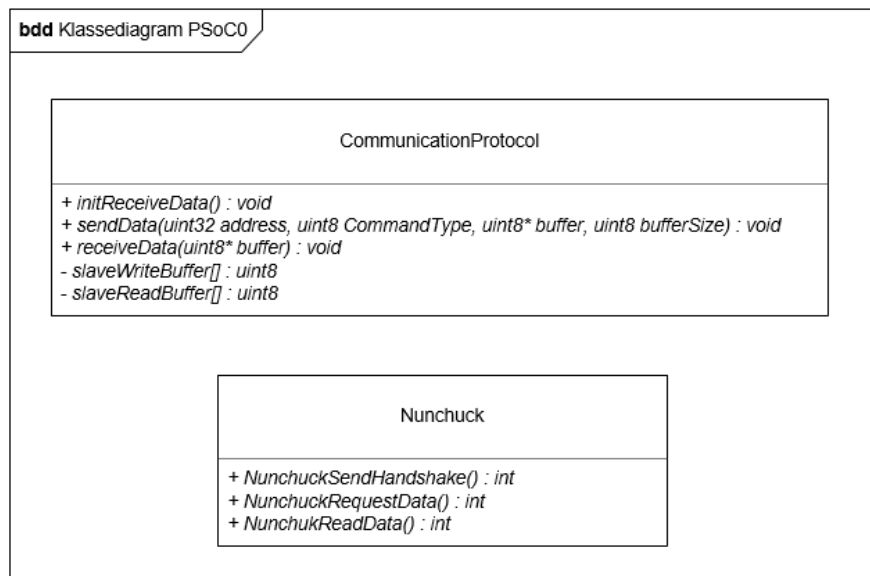 bdd Klassediagram PSoC0
CommunicationProtocol
+ initReceiveData() : void
+ sendData(uint32 address, uint8 CommandType, uint8* buffer, uint8 bufferSize) : void
+ receiveData(uint8* buffer) : void
- slaveWriteBuffer[] : uint8
- slaveReadBuffer[] : uint8
Nunchuck
+ NunchuckSendHandshake() : int
+ NunchuckRequestData() : int
+ NunchukReadData() : int